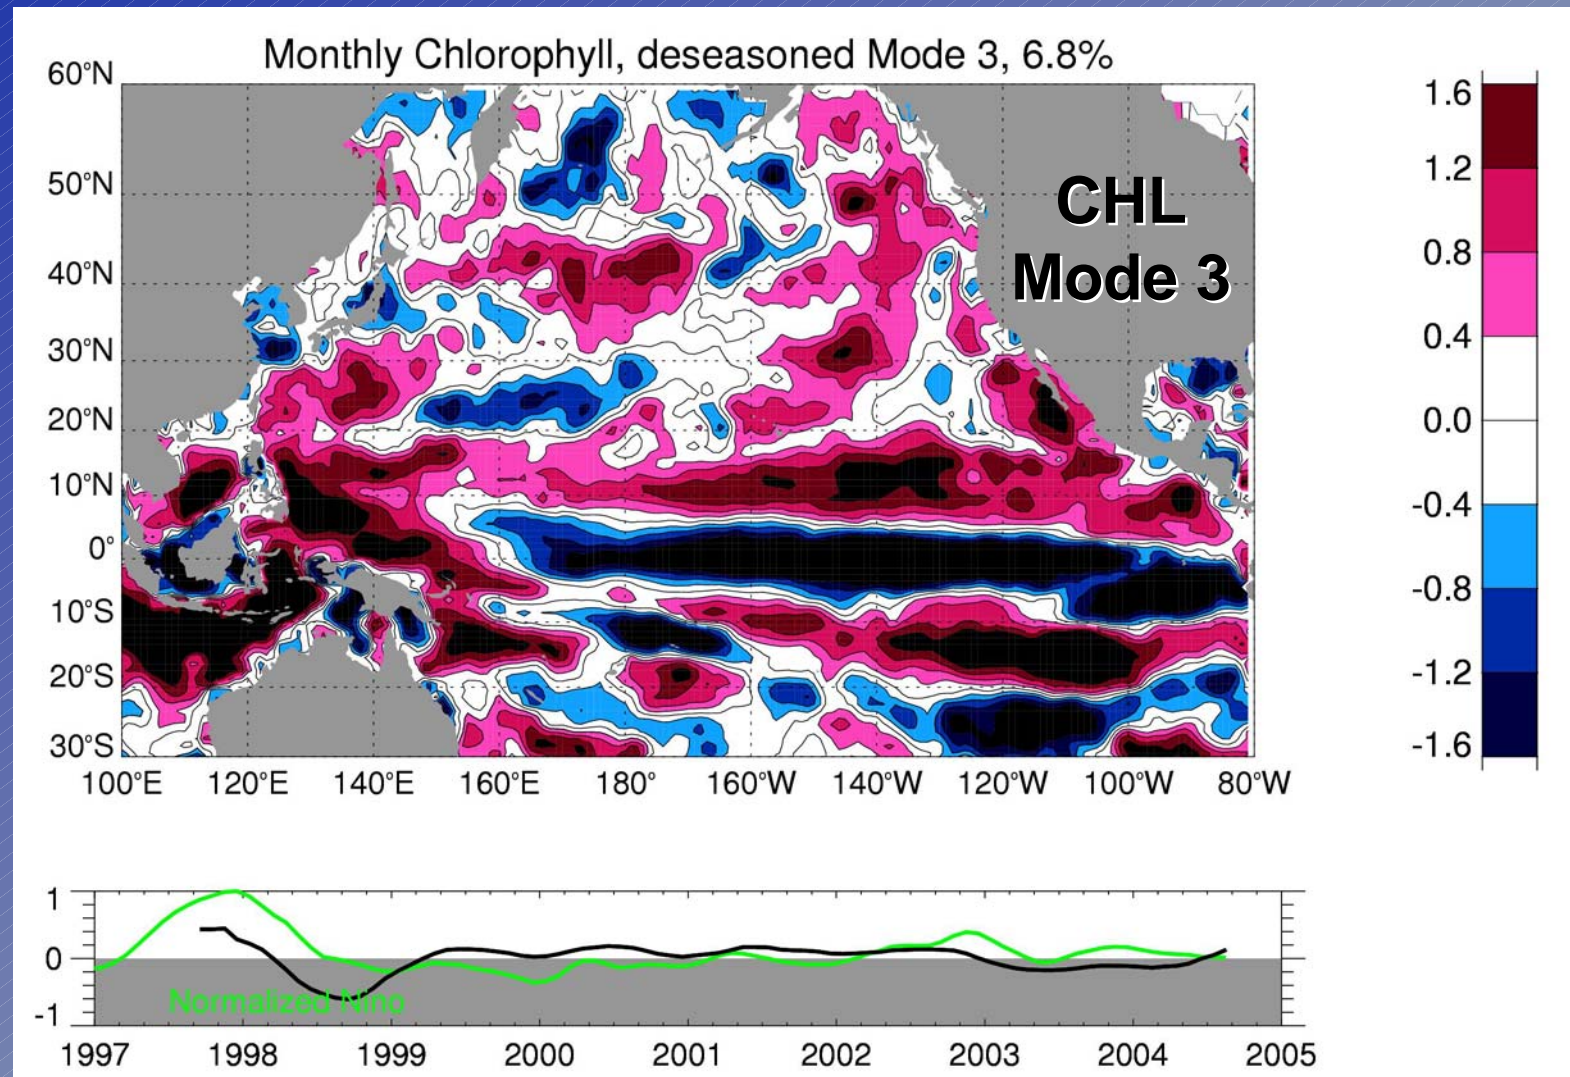 Monthly Chlorophyll, deseasoned Mode 3, 6.8%
60°N
50°N
40°N
30°N
20°N
10°N
0°
10°S
20°S
30°S
100°E 120°E 140°E 160°E 180° 160°W 140°W 120°W 100°W 80°W
CHL
Mode 3
1.6
1.2
0.8
0.4
0.0
-0.4
-0.8
-1.2
-1.6
1
0
-1
Normalized Nino
1997 1998 1999 2000 2001 2002 2003 2004 2005